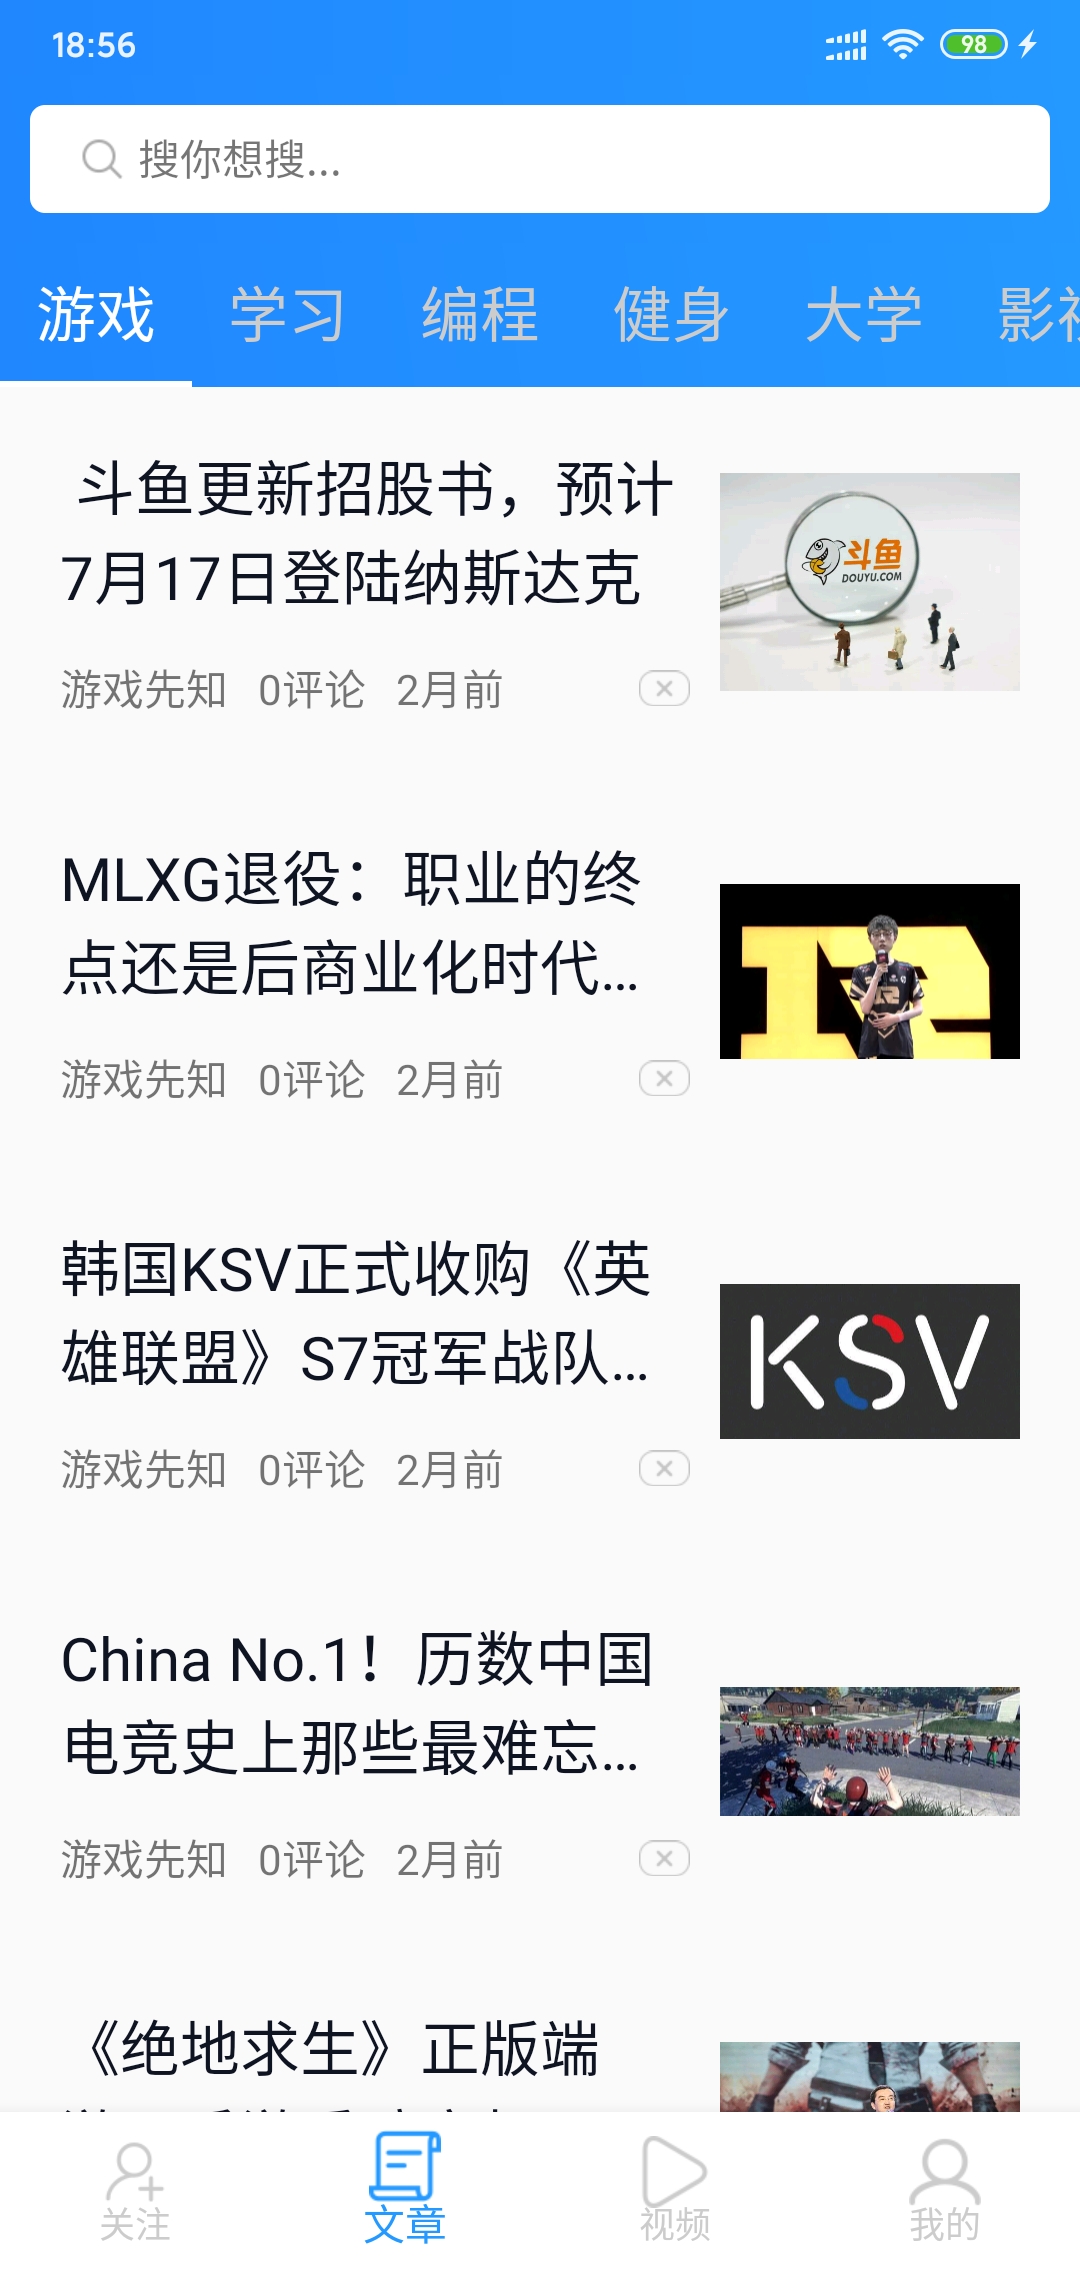 18:56
98
搜你想搜...
游戏 学习 编程 健身 大学
斗鱼更新招股书，预计
7月17日登陆纳斯达克
斗鱼
DOUYU.COM
游戏先知 0评论 2月前
MLXG退役：职业的终
点还是后商业化时代...
游戏先知 0评论 2月前
韩国KSV正式收购《英
雄联盟》S7冠军战队...
KSV
游戏先知 0评论 2月前
China No.1！历数中国
电竞史上那些最难忘...
游戏先知 0评论 2月前
《绝地求生》正版端
关注 文章 视频 我的